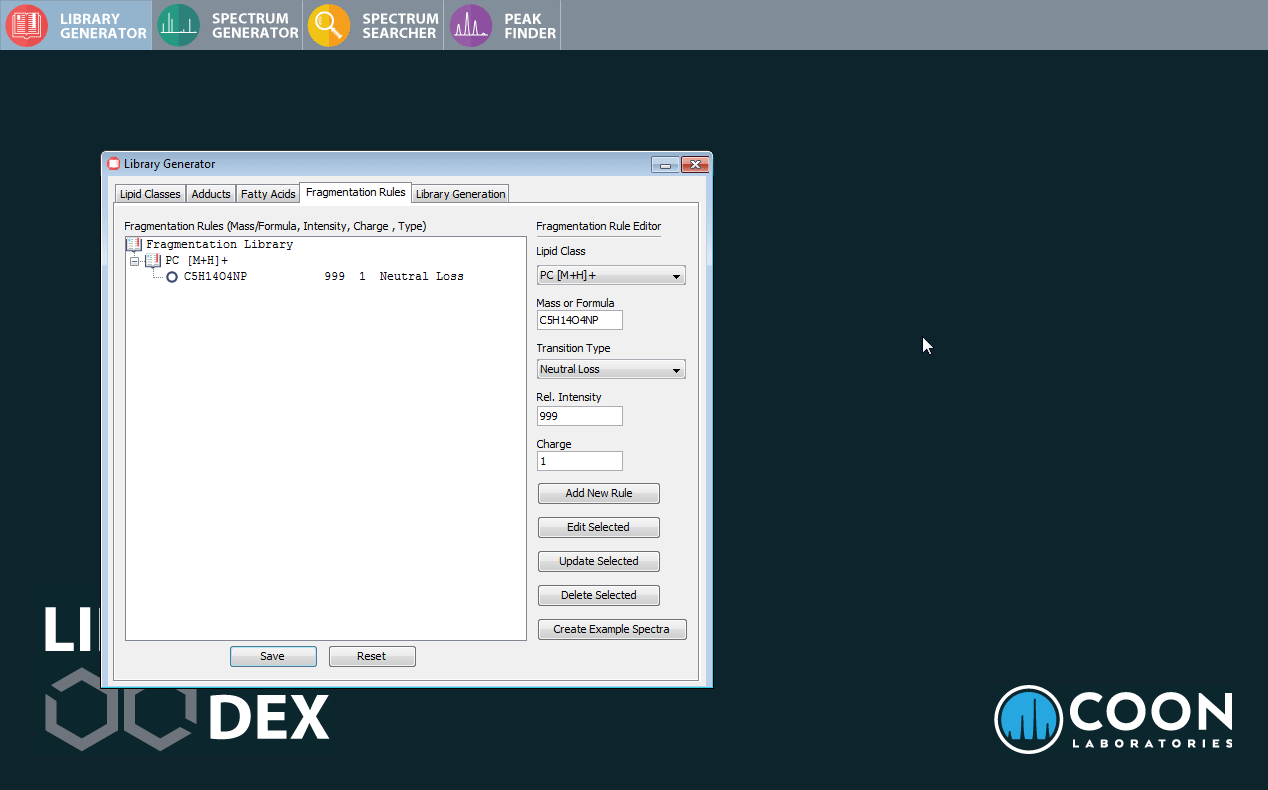 LIBRARY
GENERATOR
SPECTRUM
GENERATOR
SPECTRUM
SEARCHER
PEAK
FINDER
Library Generator
Lipid Classes
Adducts
Fatty Acids
Fragmentation Rules
Library Generation
Fragmentation Rules (Mass/Formula, Intensity, Charge , Type)
Fragmentation Library
PC [M+H]+
C5H14O4NP 999 1 Neutral Loss
Fragmentation Rule Editor
Lipid Class
PC [M+H]+
Mass or Formula
C5H14O4NP
Transition Type
Neutral Loss
Rel. Intensity
999
Charge
1
Add New Rule
Edit Selected
Update Selected
Delete Selected
Create Example Spectra
Save
Reset
LI
DEX
COON
LABORATORIES